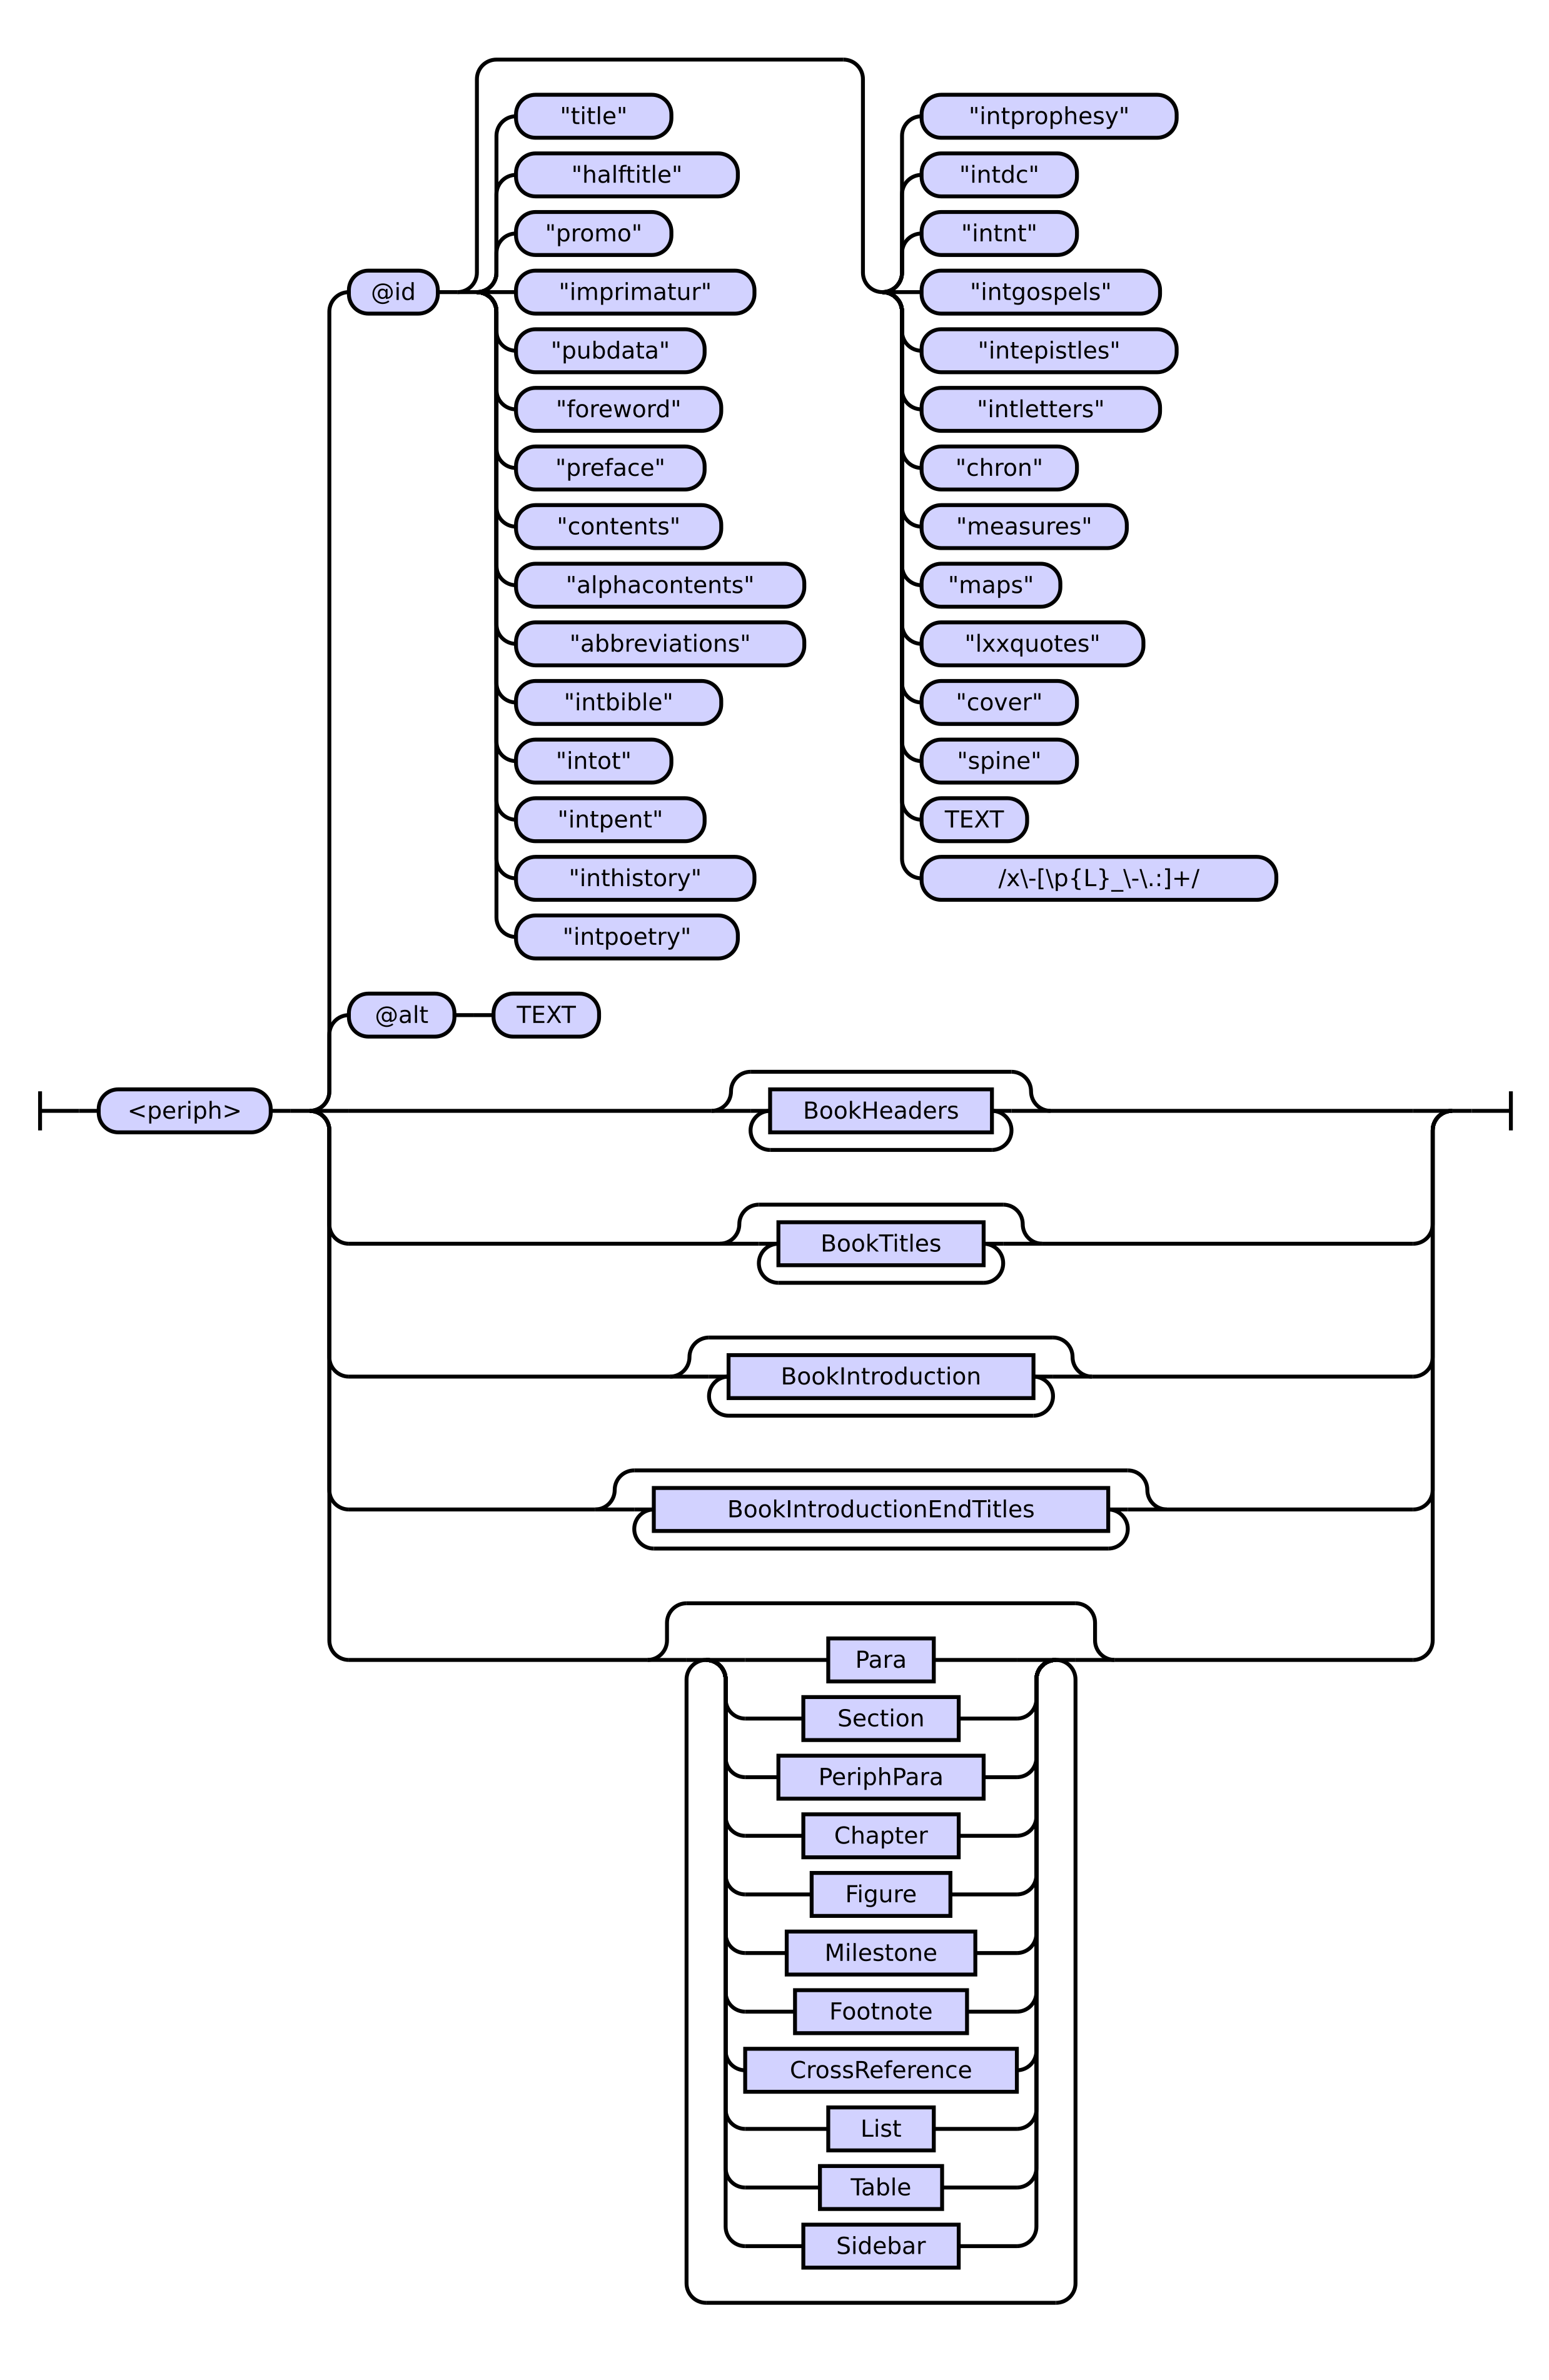 "title"
"halftitle"
"promo"
@id
"imprimatur"
"pubdata"
"foreword"
"preface"
"contents"
"alphacontents"
"abbreviations"
"intbible"
"intot"
"intpent"
"inthistory"
"intpoetry"
"intprophesy"
"intdc"
"intnt"
"intgospels"
"intepistles"
"intletters"
"chron"
"measures"
"maps"
"lxxquotes"
"cover"
"spine"
TEXT
/x\-[\p{L}_\-\.:]+/
@alt TEXT
<periph>
BookHeaders
BookTitles
BookIntroduction
BookIntroductionEndTitles
Para
Section
PeriphPara
Chapter
Figure
Milestone
Footnote
CrossReference
List
Table
Sidebar